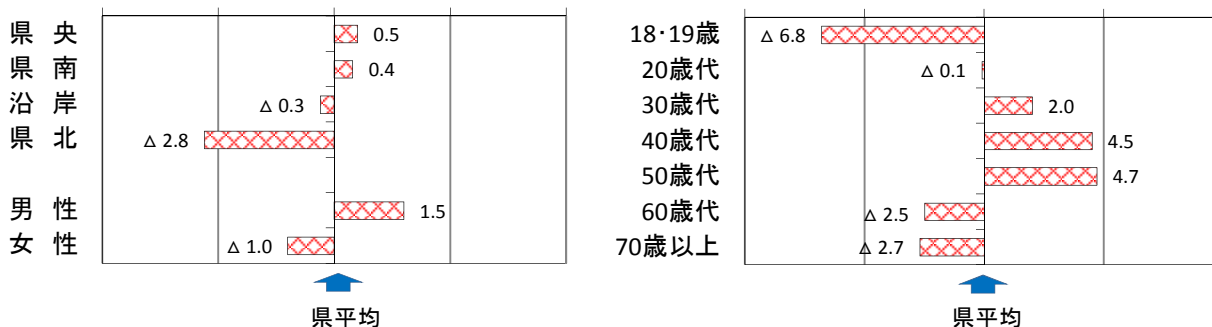 県 央 0.5
県 南 0.4
沿 岸 △ 0.3
県 北 △ 2.8
男 性 1.5
女 性 △ 1.0
県平均
18･19歳 △ 6.8
20歳代 △ 0.1
30歳代 2.0
40歳代 4.5
50歳代 4.7
60歳代 △ 2.5
70歳以上 △ 2.7
県平均